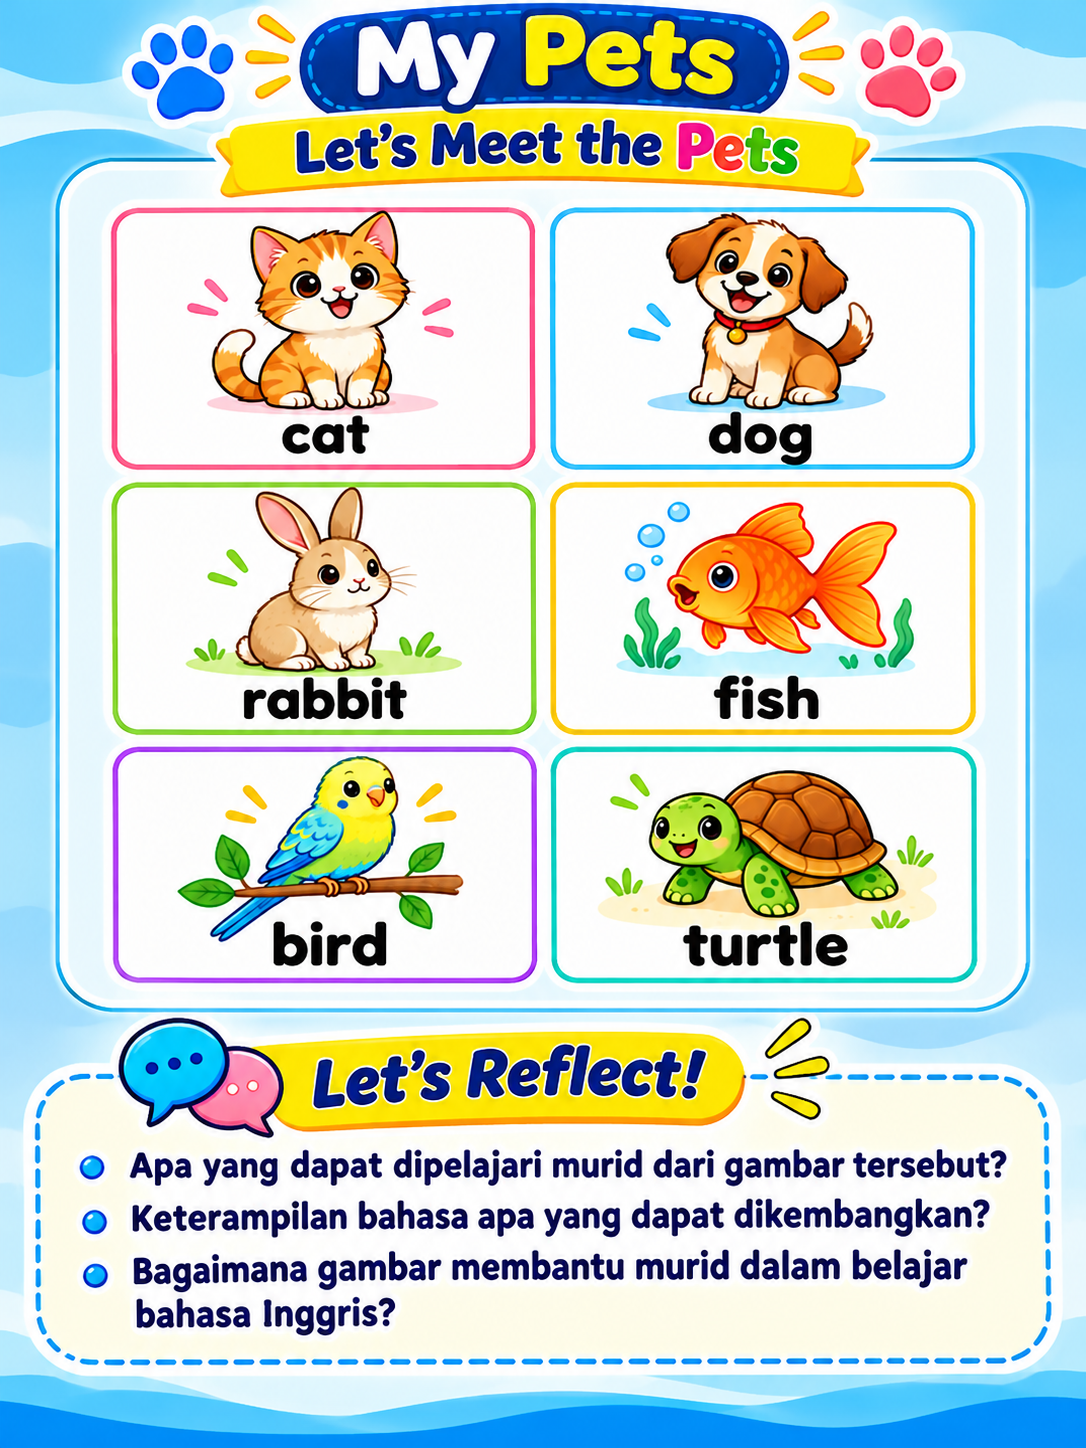 My Pets
Let's Meet the Pets
cat
dog
rabbit
fish
bird
turtle
Let's Reflect!
Apa yang dapat dipelajari murid dari gambar tersebut?
Keterampilan bahasa apa yang dapat dikembangkan?
Bagaimana gambar membantu murid dalam belajar
bahasa Inggris?